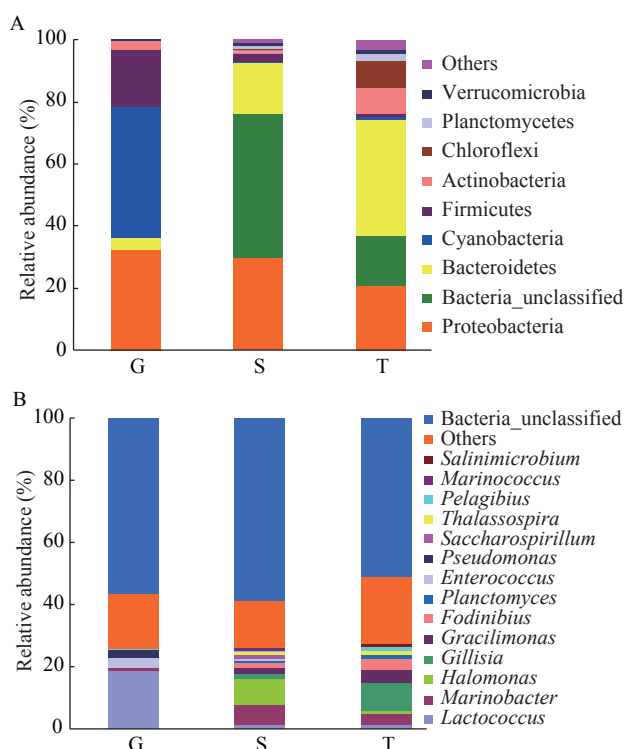 A
Relative abundance (%)
100
80
60
40
20
0
G S T
Others
Verrucomicrobia
Planctomycetes
Chloroflexi
Actinobacteria
Firmicutes
Cyanobacteria
Bacteroidetes
Bacteria_unclassified
Proteobacteria
B
Relative abundance (%)
100
80
60
40
20
0
G S T
Bacteria_unclassified
Others
Salinimicrobium
Marinococcus
Pelagibius
Thalassospira
Saccharospirillum
Pseudomonas
Enterococcus
Planctomyces
Fodinibius
Gracilimonas
Gillisia
Halomonas
Marinobacter
Lactococcus